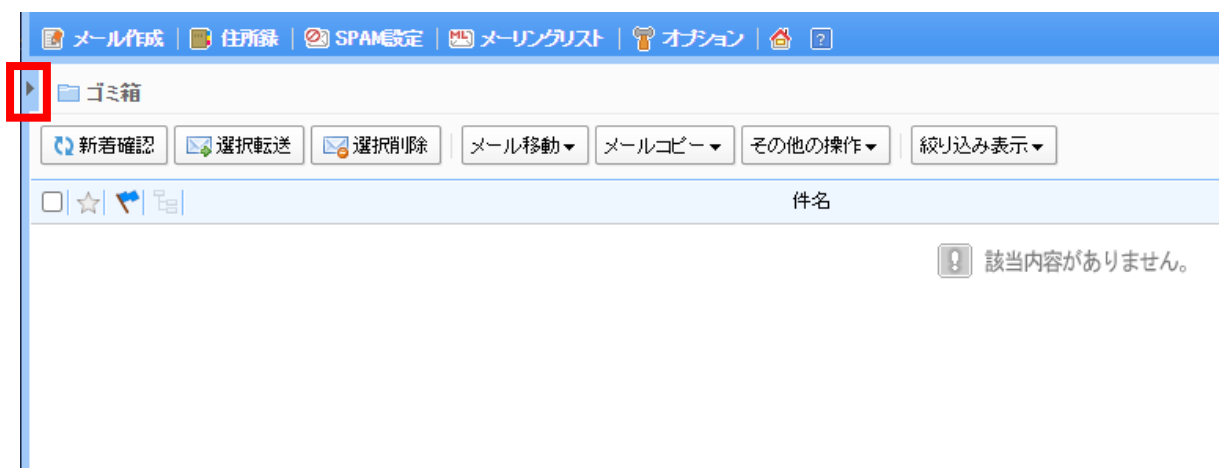 メール作成 | 住所録 | SPAM設定 | メーリングリスト | オプション | ?
ゴミ箱
新着確認 選択転送 選択削除 メール移動▼ メールコピー▼ その他の操作▼ 絞り込み表示▼
件名
該当内容がありません。